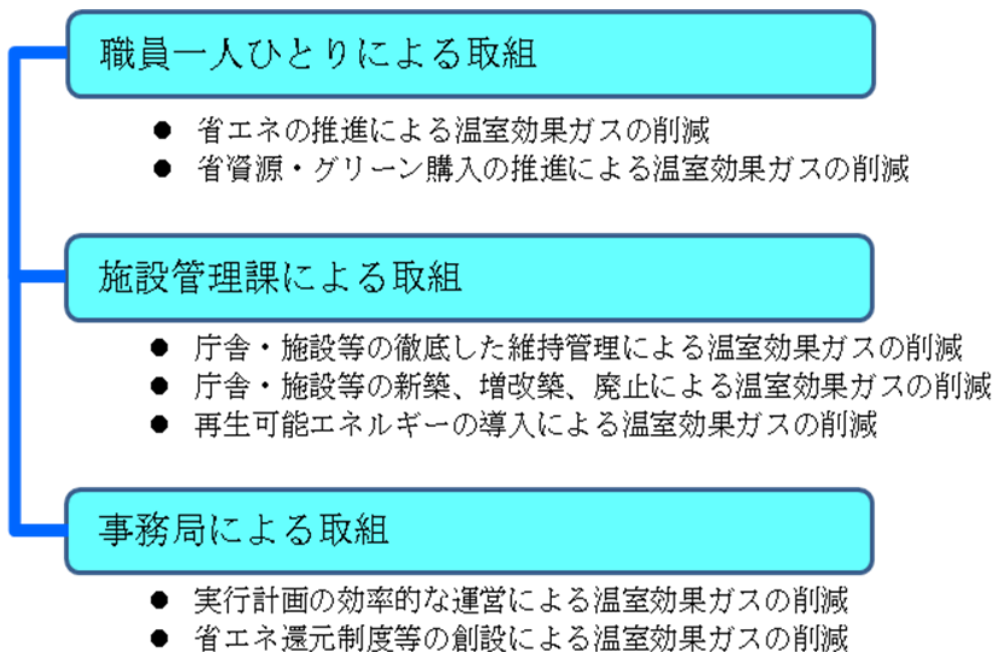 職員一人ひとりによる取組
● 省エネの推進による温室効果ガスの削減
● 省資源・グリーン購入の推進による温室効果ガスの削減
施設管理課による取組
● 庁舎・施設等の徹底した維持管理による温室効果ガスの削減
● 庁舎・施設等の新築、増改築、廃止による温室効果ガスの削減
● 再生可能エネルギーの導入による温室効果ガスの削減
事務局による取組
● 実行計画の効率的な運営による温室効果ガスの削減
● 省エネ還元制度等の創設による温室効果ガスの削減